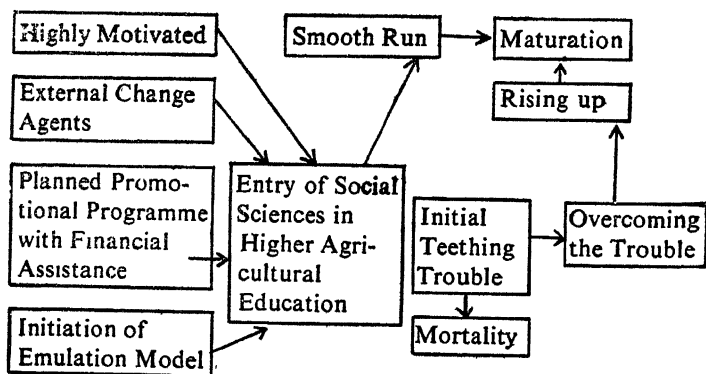 Highly Motivated
External Change
Agents
Planned Promo-
tional Programme
with Financial
Assistance
Initiation of
Emulation Model
Entry of Social
Sciences in
Higher Agri-
cultural
Education
Smooth Run
Maturation
Rising up
Initial
Teething
Trouble
Overcoming
the Trouble
Mortality